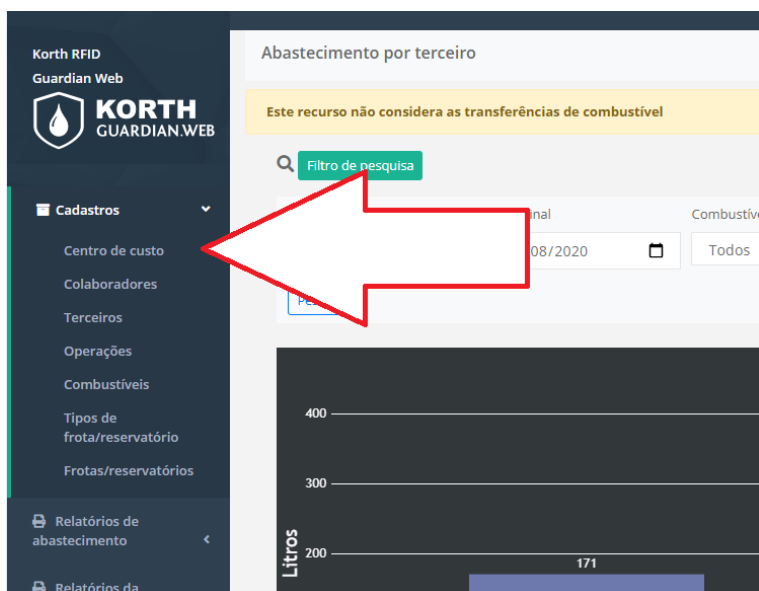 Korth RFID
Guardian Web
KORTH
GUARDIAN.WEB
Cadastros
Centro de custo
Colaboradores
Terceiros
Operações
Combustíveis
Tipos de
frota/reservatório
Frotas/reservatórios
Relatórios de
abastecimento
Relatórios da
Abastecimento por terceiro
Este recurso não considera as transferências de combustível
Filtro de pesquisa
inal
Combustíve
08/2020
Todos
400
300
200
171
Litros